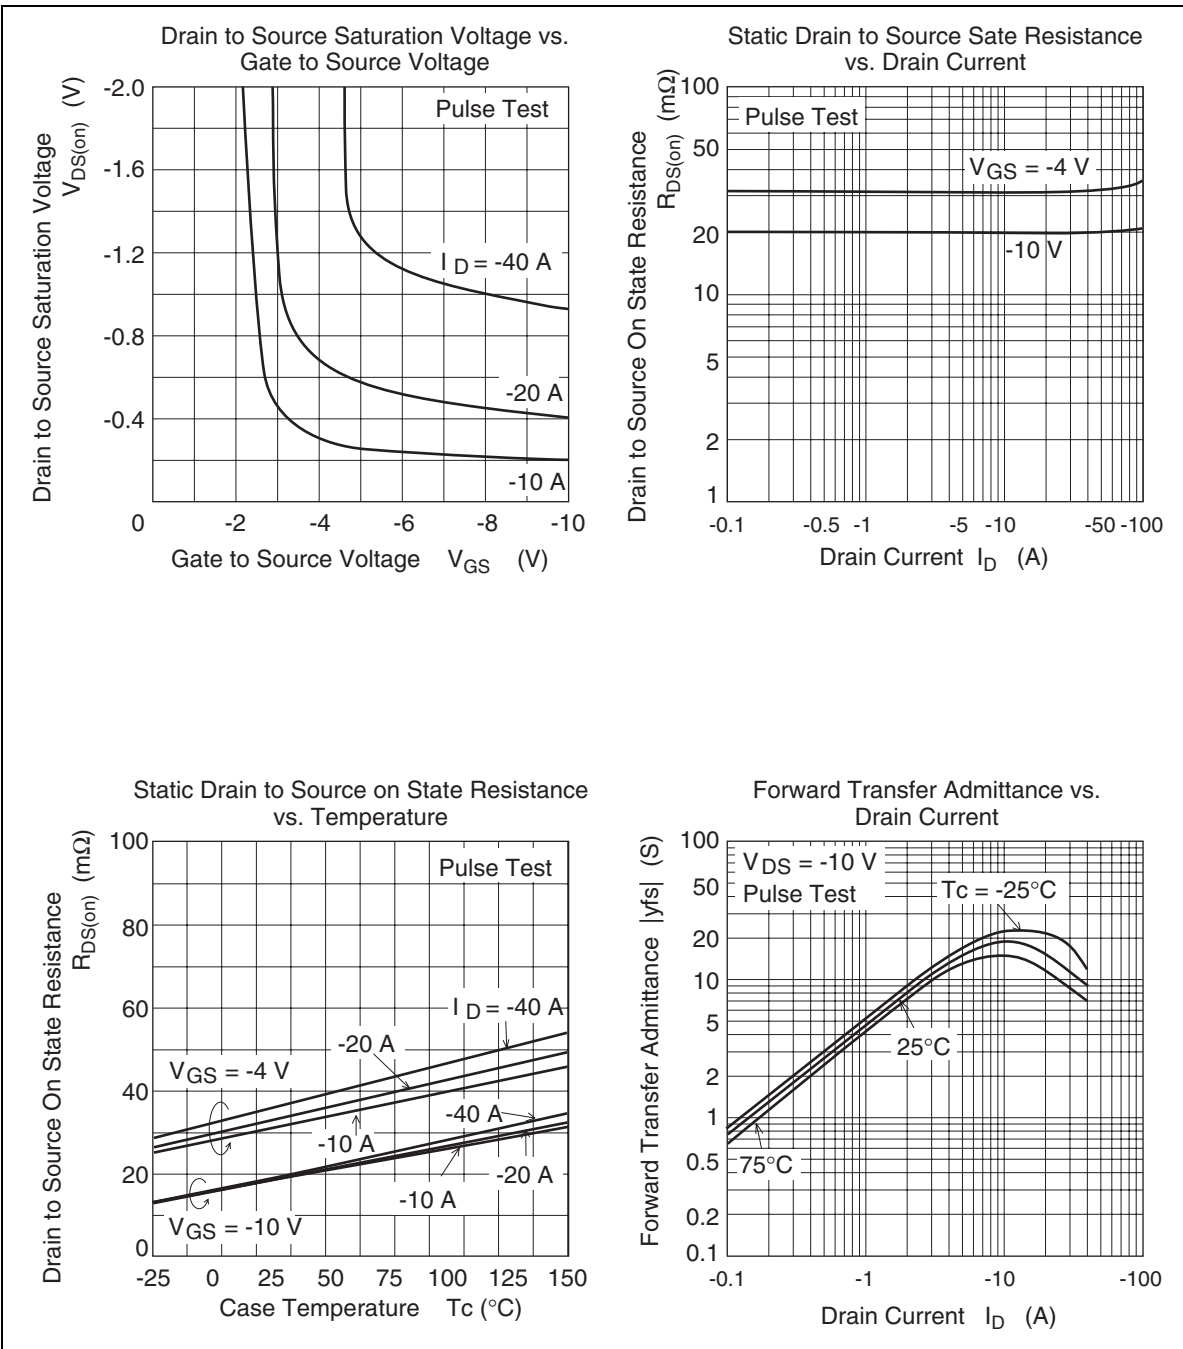 Drain to Source Saturation Voltage vs.
Gate to Source Voltage
Drain to Source Saturation Voltage
VDS(on) (V)
-2.0
-1.6
-1.2
-0.8
-0.4
0
-2
-4
-6
-8
-10
Pulse Test
ID = -40 A
-20 A
-10 A
Gate to Source Voltage VGS (V)
Static Drain to Source Sate Resistance
vs. Drain Current
Drain to Source On State Resistance
RDS(on) (mΩ)
100
50
20
10
5
2
1
Pulse Test
VGS = -4 V
-10 V
-0.1
-0.5
-1
-5
-10
-50
-100
Drain Current ID (A)
Static Drain to Source on State Resistance
vs. Temperature
Drain to Source On State Resistance
RDS(on) (mΩ)
100
80
60
40
20
0
Pulse Test
ID = -40 A
-20 A
VGS = -4 V
-10 A
-40 A
-20 A
-10 A
VGS = -10 V
-25
0
25
50
75
100
125
150
Case Temperature Tc (°C)
Forward Transfer Admittance vs.
Drain Current
Forward Transfer Admittance |yfs| (S)
100
50
20
10
5
2
1
0.5
0.2
0.1
VDS = -10 V
Pulse Test
Tc = -25°C
25°C
75°C
-0.1
-1
-10
-100
Drain Current ID (A)